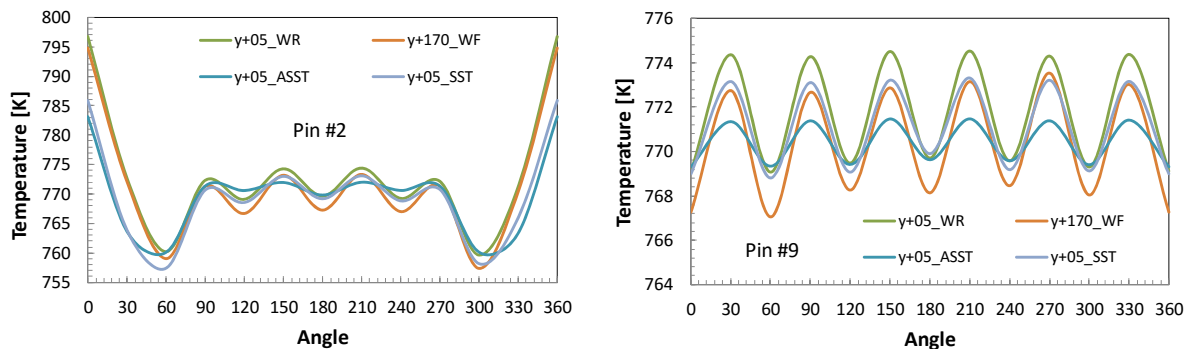 800
795
790
785
780
775
770
765
760
755
Temperature [K]
y+05_WR
y+170_WF
y+05_ASST
y+05_SST
Pin #2
0 30 60 90 120 150 180 210 240 270 300 330 360
Angle
776
774
772
770
768
766
764
Temperature [K]
y+05_WR
y+170_WF
Pin #9
y+05_ASST
y+05_SST
0 30 60 90 120 150 180 210 240 270 300 330 360
Angle